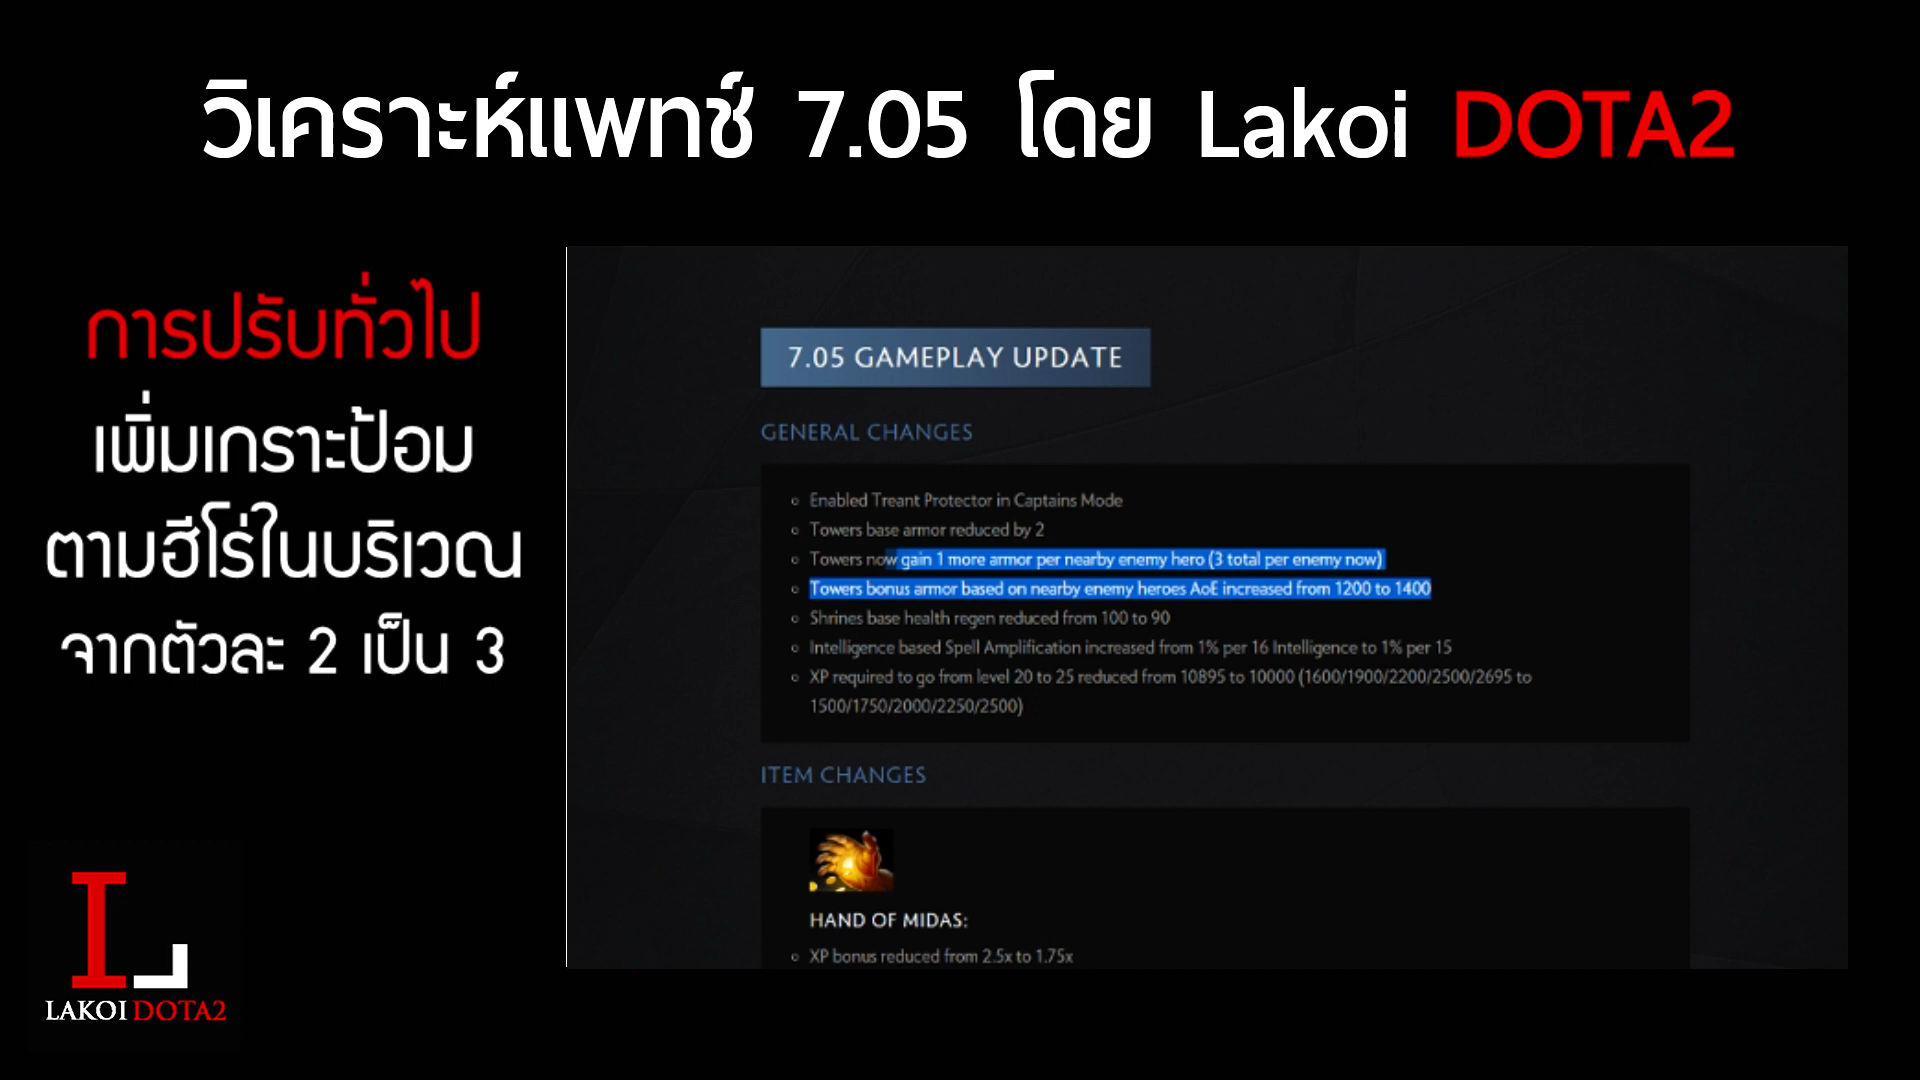 วิเคราะห์แพทช์ 7.05 โดย Lakoi DOTA2
การปรับทั่วไป
เพิ่มเกราะป้อม
ตามฮีโร่ในบริเวณ
จากตัวละ 2 เป็น 3
7.05 GAMEPLAY UPDATE
GENERAL CHANGES
Enabled Treant Protector in Captains Mode
Towers base armor reduced by 2
Towers now gain 1 more armor per nearby enemy hero (3 total per enemy now)
Towers bonus armor based on nearby enemy heroes AoE increased from 1200 to 1400
Shrines base health regen reduced from 100 to 90
Intelligence based Spell Amplification increased from 1% per 16 Intelligence to 1% per 15
XP required to go from level 20 to 25 reduced from 10895 to 10000 (1600/1900/2200/2500/2695 to
1500/1750/2000/2250/2500)
ITEM CHANGES
HAND OF MIDAS:
XP bonus reduced from 2.5x to 1.75x
LAKOI DOTA2